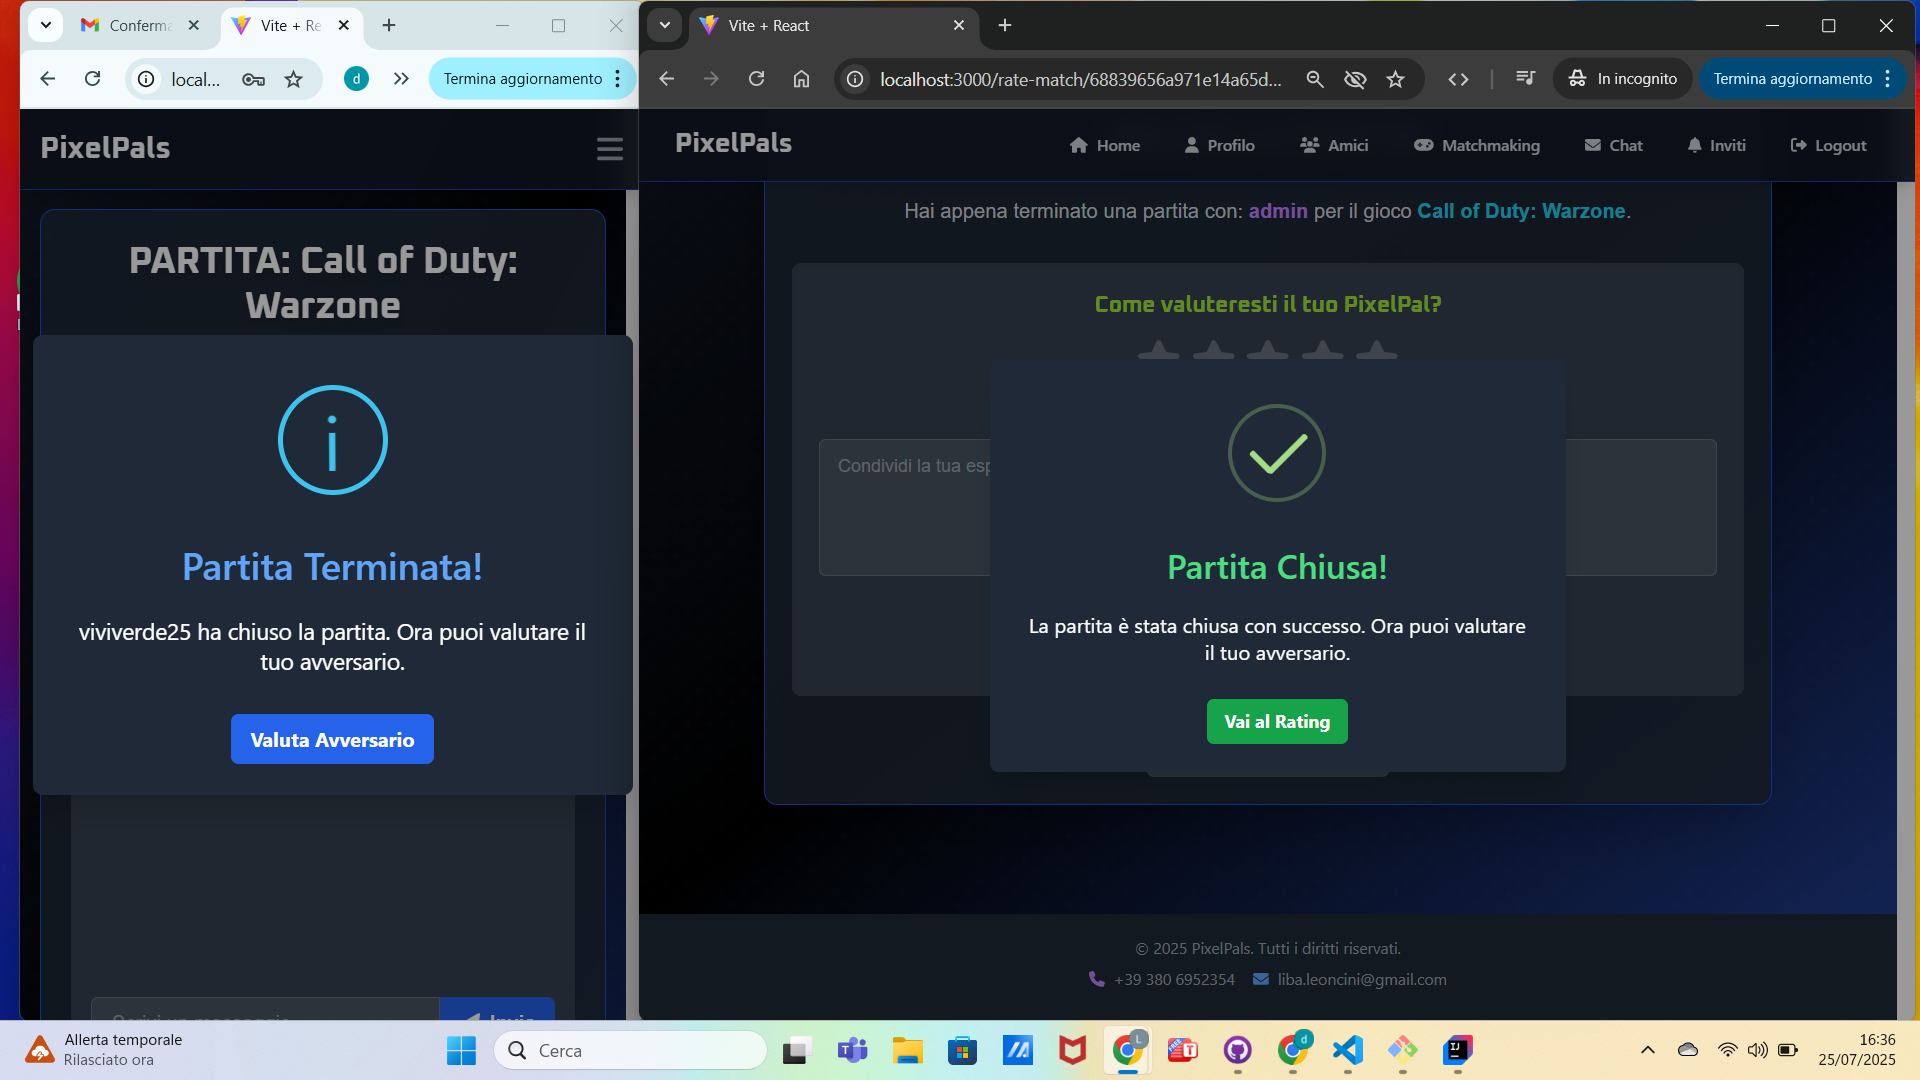 Conferma
Vite + Re
local...
d
Termina aggiornamento
PixelPals
PARTITA: Call of Duty:
Warzone
Partita Terminata!
viviverde25 ha chiuso la partita. Ora puoi valutare il
tuo avversario.
Valuta Avversario
Vite + React
localhost:3000/rate-match/68839656a971e14a65d...
In incognito
Termina aggiornamento
PixelPals
Home
Profilo
Amici
Matchmaking
Chat
Inviti
Logout
Hai appena terminato una partita con: admin per il gioco Call of Duty: Warzone.
Come valuteresti il tuo PixelPal?
Condividi la tua esp
Partita Chiusa!
La partita è stata chiusa con successo. Ora puoi valutare
il tuo avversario.
Vai al Rating
© 2025 PixelPals. Tutti i diritti riservati.
+39 380 6952354
liba.leoncini@gmail.com
Allerta temporale
Rilasciato ora
Cerca
16:36
25/07/2025